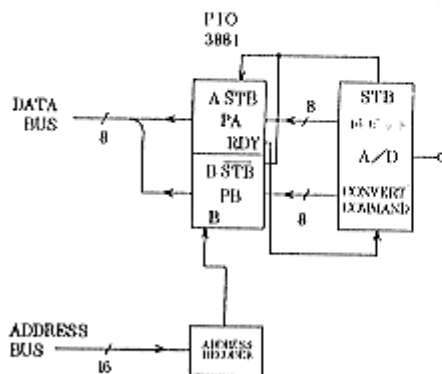 PIO
3881
A STB
PA
RDY
B STB
PB
B
8
8
STB
A/D
CONVERT
COMMAND
DATA
BUS
8
ADDRESS
BUS
16
ADDRESS
DECODER